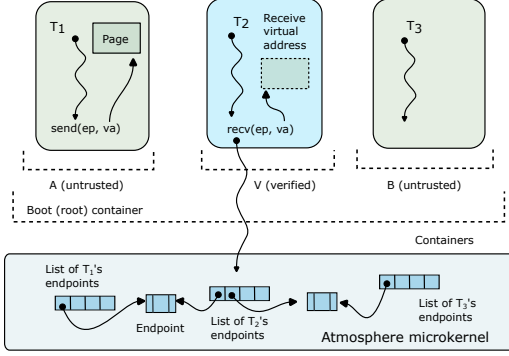 T1
Page
send(ep, va)
T2
Receive
virtual
address
recv(ep, va)
T3
A (untrusted)
V (verified)
B (untrusted)
Boot (root) container
Containers
List of T1's
endpoints
Endpoint
List of T2's
endpoints
List of T3's
endpoints
Atmosphere microkernel